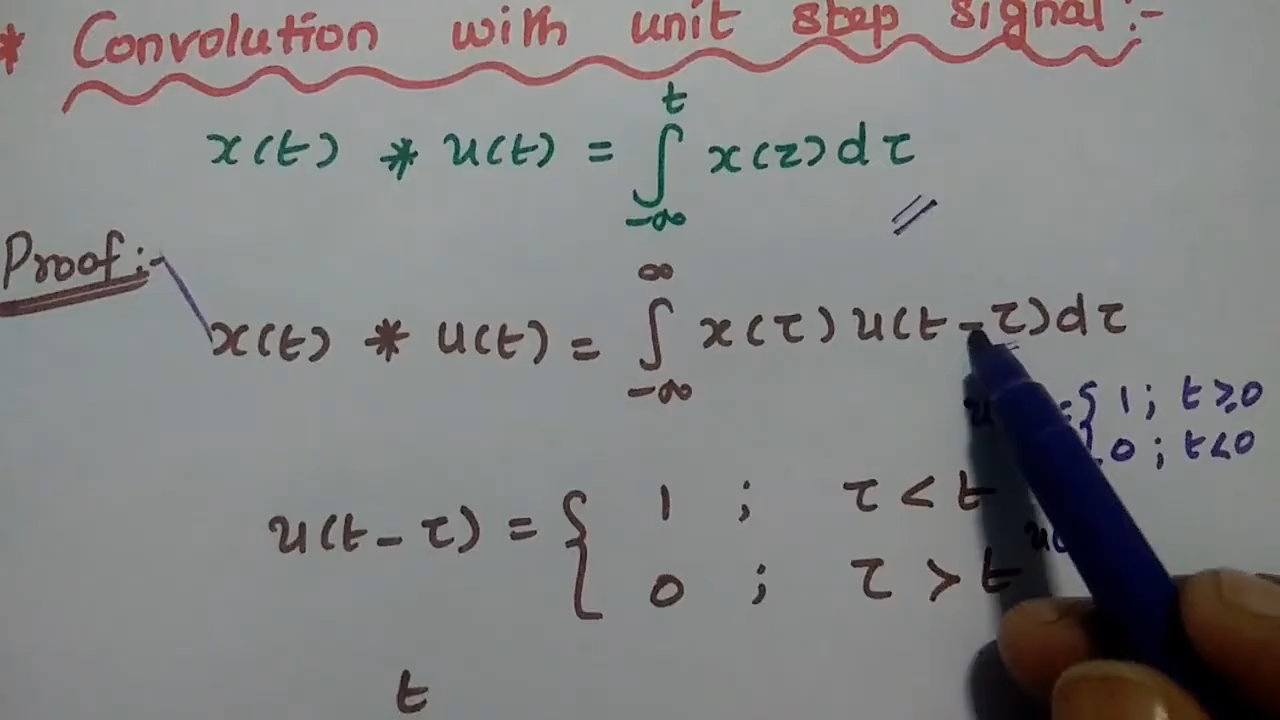 * Convolution with unit step signal:-
x(t) * u(t) = ∫_{-∞}^{t} x(τ)dτ
Proof:-
x(t) * u(t) = ∫_{-∞}^{∞} x(τ)u(t-τ)dτ
={ 1; t≥0
0; t<0
u(t-τ) = { 1 ; τ<t
0 ; τ>t
t